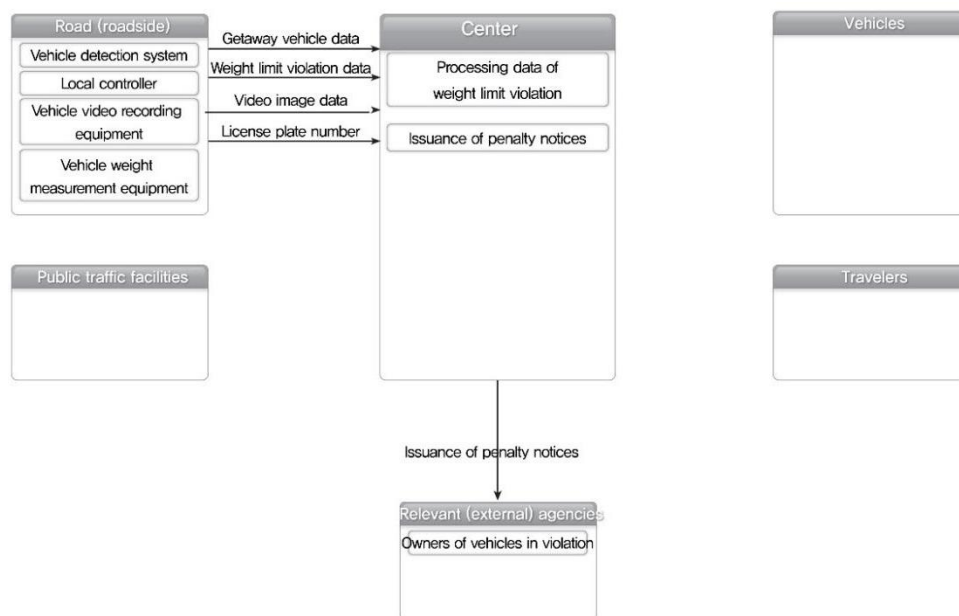 Road (roadside)
Vehicle detection system
Local controller
Vehicle video recording
equipment
Vehicle weight
measurement equipment
Getaway vehicle data
Weight limit violation data
Video image data
License plate number
Center
Processing data of
weight limit violation
Issuance of penalty notices
Vehicles
Public traffic facilities
Travelers
Issuance of penalty notices
Relevant (external) agencies
Owners of vehicles in violation